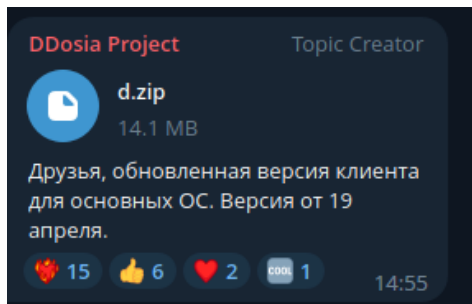 DDosia Project Topic Creator
d.zip
14.1 MB
Друзья, обновленная версия клиента
для основных ОС. Версия от 19
апреля.
15 6 2 COOL 1
14:55